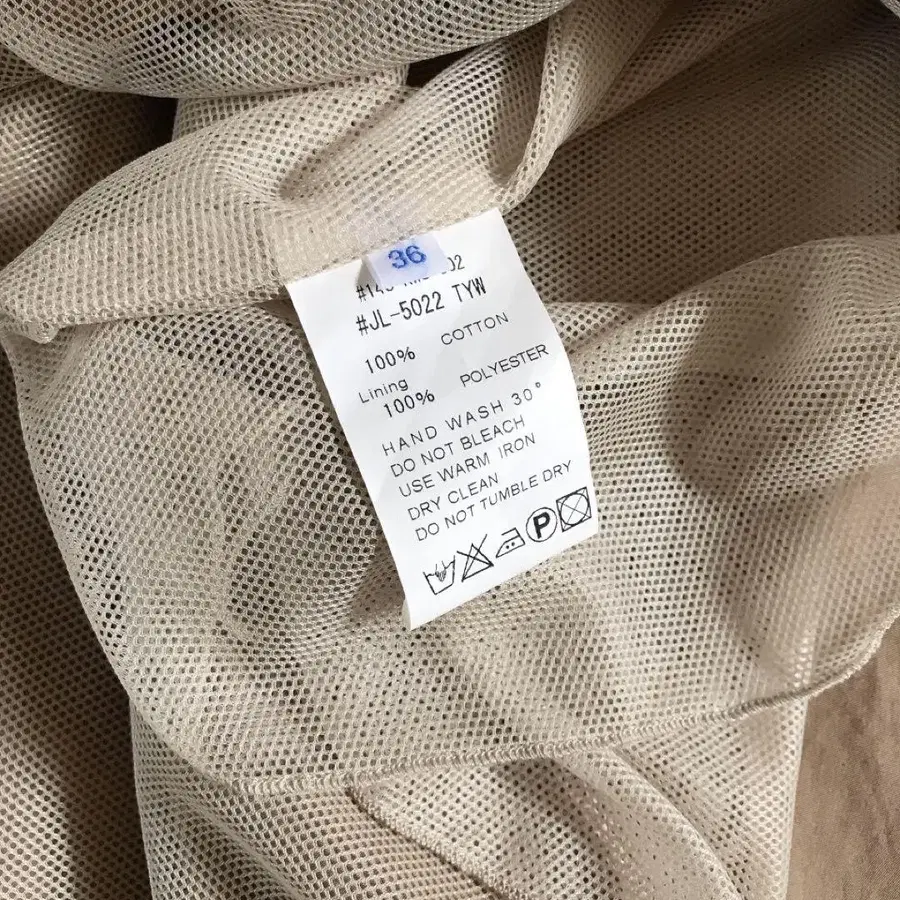 36
#JL-5022 TYW
100% COTTON
Lining
100% POLYESTER
HAND WASH 30°
DO NOT BLEACH
USE WARM IRON
DRY CLEAN
DO NOT TUMBLE DRY
P